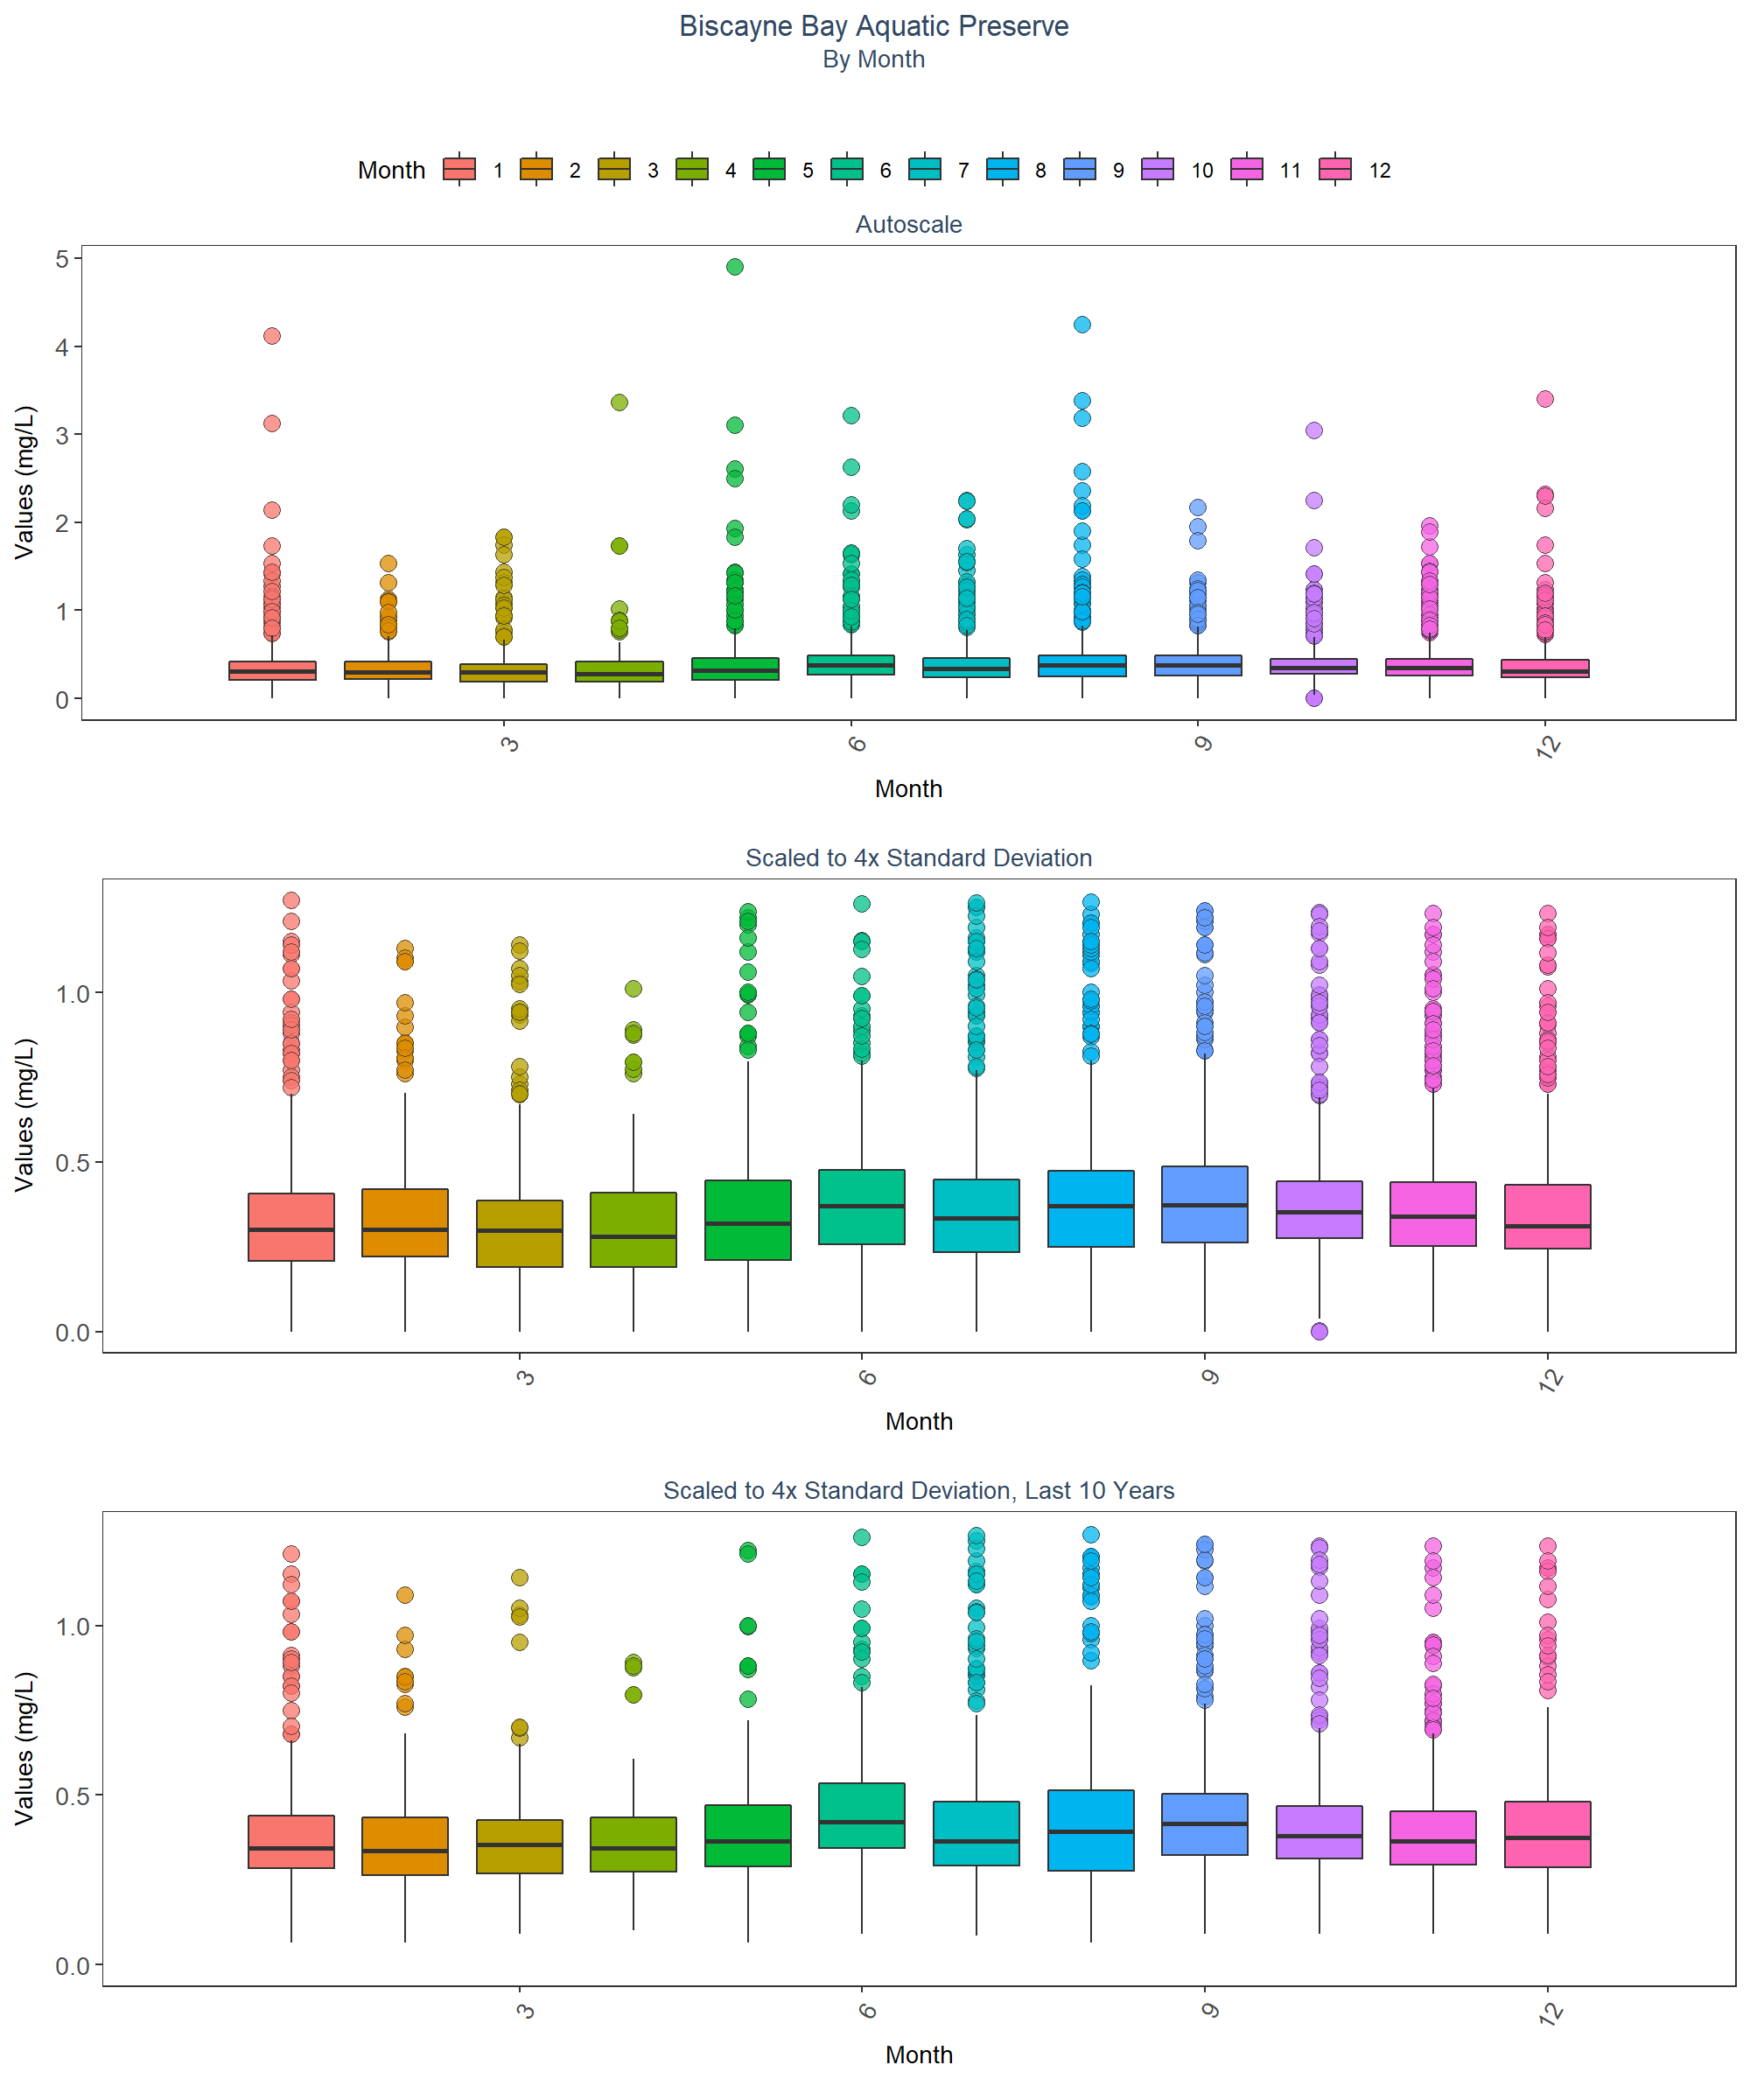 Biscayne Bay Aquatic Preserve
By Month
Month 1 2 3 4 5 6 7 8 9 10 11 12
Autoscale
Values (mg/L)
5
4
3
2
1
0
3 6 9 12
Month
Scaled to 4x Standard Deviation
Values (mg/L)
1.0
0.5
0.0
3 6 9 12
Month
Scaled to 4x Standard Deviation, Last 10 Years
Values (mg/L)
1.0
0.5
0.0
3 6 9 12
Month